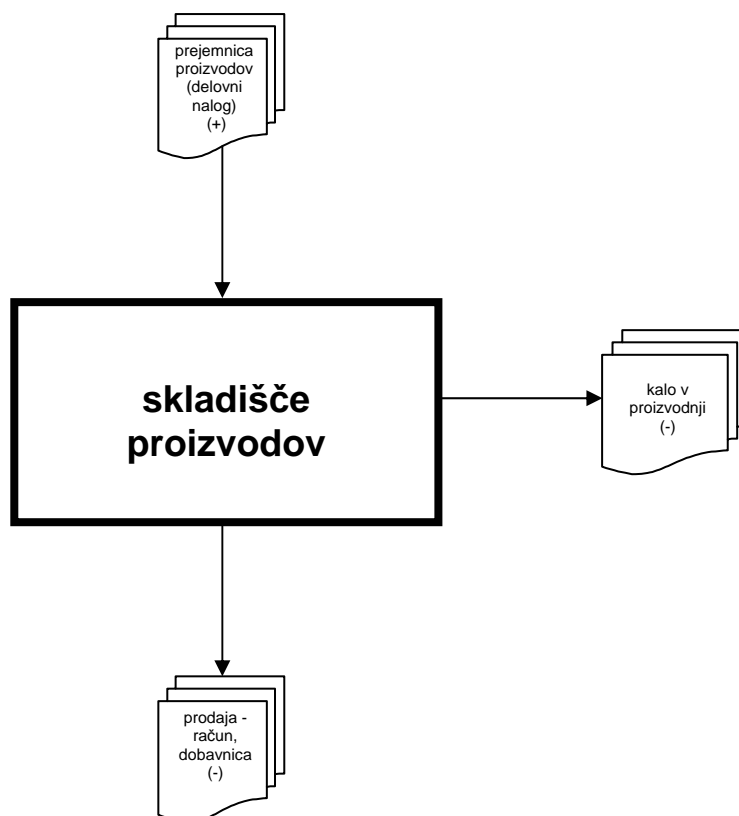 prejemnica
proizvodov
(delovni
nalog)
(+)
skladišče
proizvodov
kalo v
proizvodnji
(-)
prodaja -
račun,
dobavnica
(-)